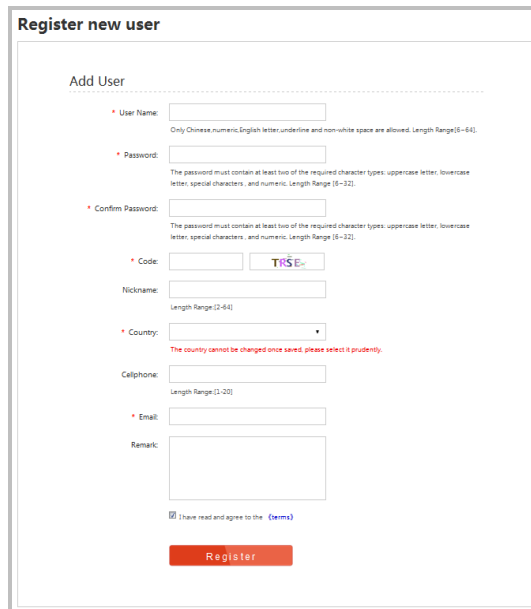 Register new user
Add User
* User Name:
Only Chinese,numeric,English letter,underline and non-white space are allowed. Length Range[6~64].
* Password:
The password must contain at least two of the required character types: uppercase letter, lowercase
letter, special characters , and numeric. Length Range [6~32].
* Confirm Password:
The password must contain at least two of the required character types: uppercase letter, lowercase
letter, special characters , and numeric. Length Range [6~32].
* Code:
TRSE
Nickname:
Length Range:[2-64]
* Country:
The country cannot be changed once saved, please select it prudently.
Cellphone:
Length Range:[1-20]
* Email:
Remark:
I have read and agree to the 《terms》
Register